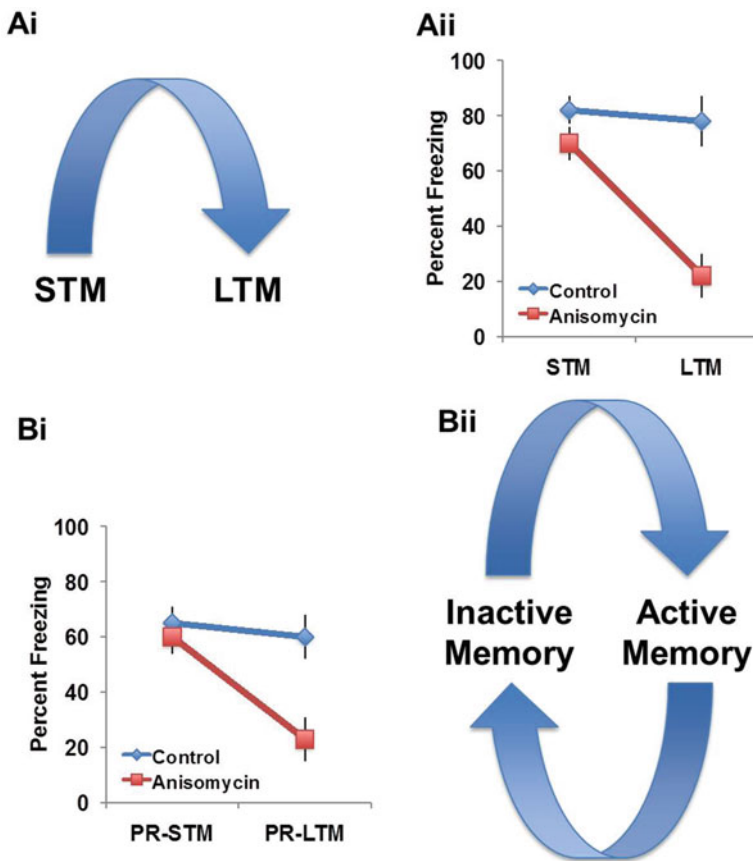 Ai
STM LTM
Aii
Percent Freezing
100
80
60
40
20
0
Control
Anisomycin
STM LTM
Bi
Percent Freezing
100
80
60
40
20
0
Control
Anisomycin
PR-STM PR-LTM
Bii
Inactive Active
Memory Memory